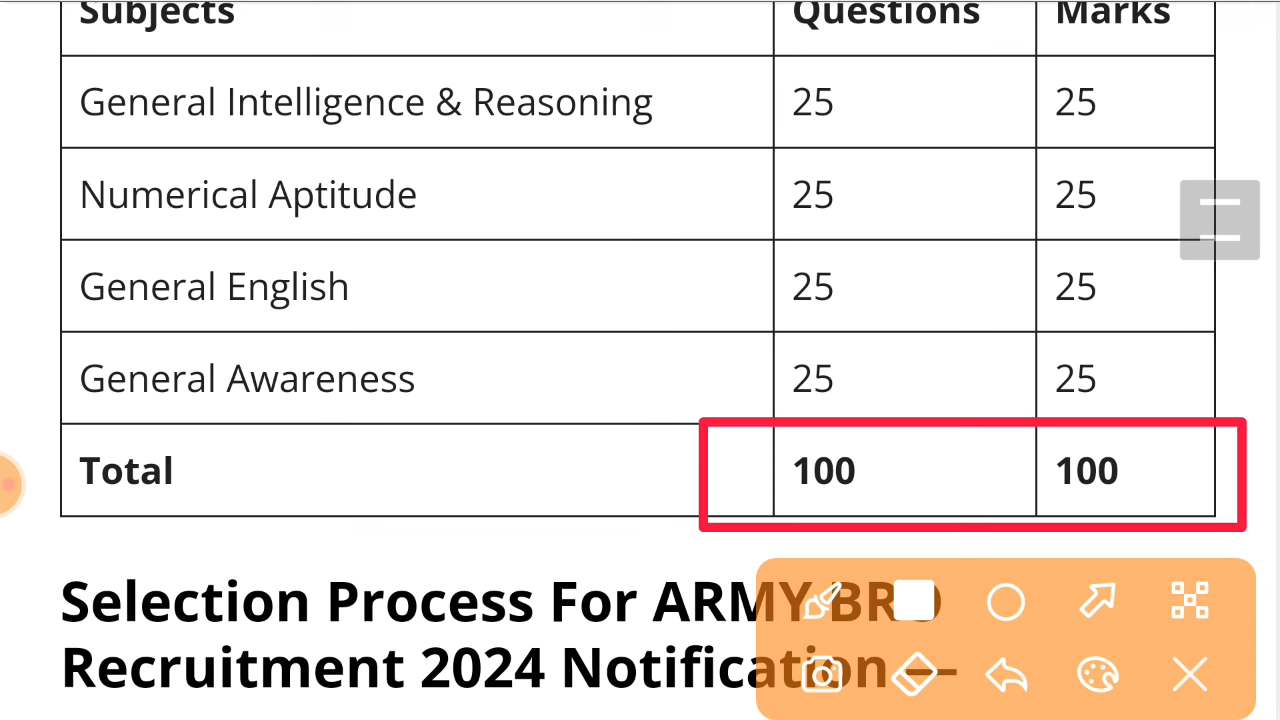 Subjects Questions Marks
General Intelligence & Reasoning 25 25
Numerical Aptitude 25 25
General English 25 25
General Awareness 25 25
Total 100 100
Selection Process For ARMY BRO
Recruitment 2024 Notification —